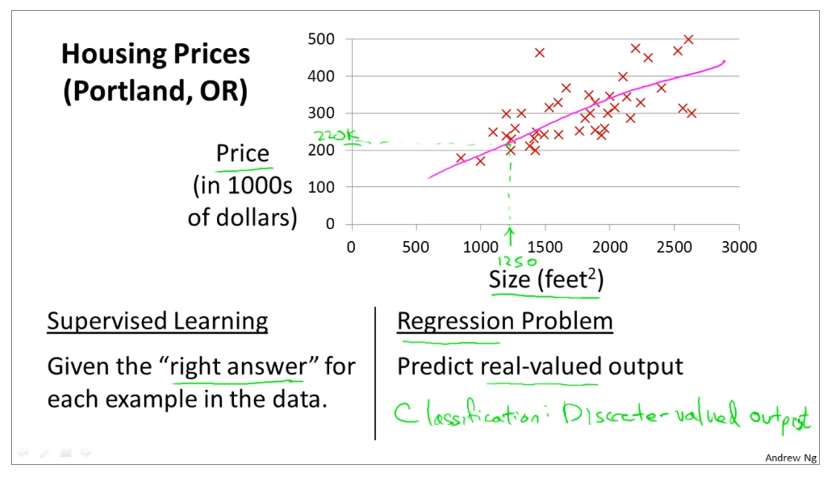 Housing Prices
(Portland, OR)
Price
(in 1000s
of dollars)
500
400
300
220K
200
100
0
0 500 1000 1500 2000 2500 3000
1250
Size (feet²)
Supervised Learning
Given the “right answer” for
each example in the data.
Regression Problem
Predict real-valued output
Classification: Discrete-valued output
Andrew Ng